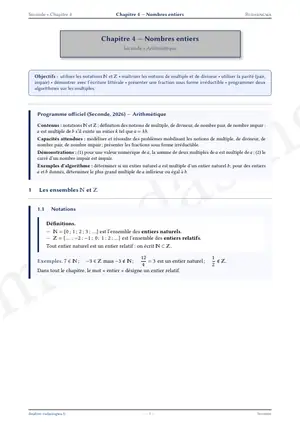 Seconde • Chapitre 4
Chapitre 4 — Nombres entiers
Chapitre 4 — Nombres entiers
Seconde • Arithmétique
Objectifs : utiliser les notations ℕ et ℤ • maîtriser les notions de multiple et de diviseur • utiliser la parité (pair,
impair) • démontrer avec l'écriture littérale • présenter une fraction sous forme irréductible • programmer deux
algorithmes sur les multiples.
Programme officiel (Seconde, 2026) — Arithmétique
Contenus : notations ℕ et ℤ ; définition des notions de multiple, de diviseur, de nombre pair, de nombre impair :
a est multiple de b s'il existe un entier k tel que a = kb.
Capacités attendues : modéliser et résoudre des problèmes mobilisant les notions de multiple, de diviseur, de
nombre pair, de nombre impair ; présenter les fractions sous forme irréductible.
Démonstrations : (1) pour une valeur numérique de a, la somme de deux multiples de a est multiple de a ; (2) le
carré d'un nombre impair est impair.
Exemples d'algorithme : déterminer si un entier naturel a est multiple d'un entier naturel b ; pour des entiers
a et b donnés, déterminer le plus grand multiple de a inférieur ou égal à b.
1 Les ensembles ℕ et ℤ
1.1 Notations
Définitions.
— ℕ = {0 ; 1 ; 2 ; 3 ; ...} est l'ensemble des entiers naturels.
— ℤ = {... ; −2 ; −1 ; 0 ; 1 ; 2 ; ...} est l'ensemble des entiers relatifs.
Tout entier naturel est un entier relatif : on écrit ℕ ⊂ ℤ.
Exemples. 7 ∈ ℕ ; −5 ∈ ℤ mais −5 ∉ ℕ ; 12/4 = 3 est un entier naturel ; 1/2 ∉ ℤ.
Dans tout le chapitre, le mot « entier » désigne un entier relatif.
– 1 –